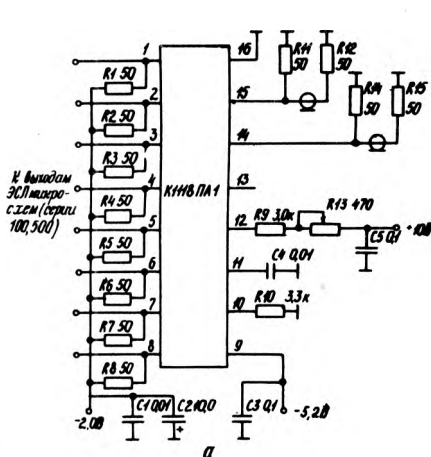 1
16
R11
50
R12
50
R1 50
2
15
R14
50
R15
50
R2 50
3
14
R3 50
К выходам
ЭСЛ микро-
схем (серии
100, 500)
4
К1118ПА1
13
R4 50
5
12
R9 3,0к
R13 470
+10В
R5 50
C5 0,1
6
11
C4 0,01
R6 50
7
10
R10
3,3к
R7 50
8
9
R8 50
-2,0В
C1 0,01
C2 10,0
+
C3 0,1
-5,2В
а